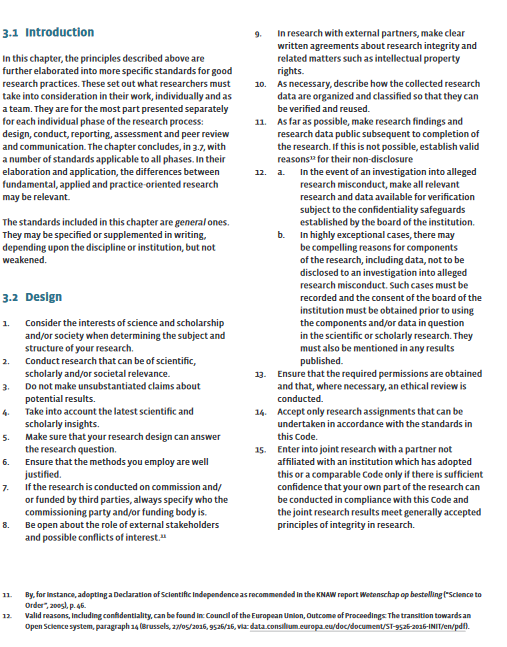 3.1 Introduction
In this chapter, the principles described above are
further elaborated into more specific standards for good
research practices. These set out what researchers must
take into consideration in their work, individually and as
a team. They are for the most part presented separately
for each individual phase of the research process:
design, conduct, reporting, assessment and peer review
and communication. The chapter concludes, in 3.7, with
a number of standards applicable to all phases. In their
elaboration and application, the differences between
fundamental, applied and practice-oriented research
may be relevant.
The standards included in this chapter are general ones.
They may be specified or supplemented in writing,
depending upon the discipline or institution, but not
weakened.
3.2 Design
1. Consider the interests of science and scholarship
and/or society when determining the subject and
structure of your research.
2. Conduct research that can be of scientific,
scholarly and/or societal relevance.
3. Do not make unsubstantiated claims about
potential results.
4. Take into account the latest scientific and
scholarly insights.
5. Make sure that your research design can answer
the research question.
6. Ensure that the methods you employ are well
justified.
7. If the research is conducted on commission and/
or funded by third parties, always specify who the
commissioning party and/or funding body is.
8. Be open about the role of external stakeholders
and possible conflicts of interest.¹¹
9. In research with external partners, make clear
written agreements about research integrity and
related matters such as intellectual property
rights.
10. As necessary, describe how the collected research
data are organized and classified so that they can
be verified and reused.
11. As far as possible, make research findings and
research data public subsequent to completion of
the research. If this is not possible, establish valid
reasons¹² for their non-disclosure
12. a. In the event of an investigation into alleged
research misconduct, make all relevant
research and data available for verification
subject to the confidentiality safeguards
established by the board of the institution.
b. In highly exceptional cases, there may
be compelling reasons for components
of the research, including data, not to be
disclosed to an investigation into alleged
research misconduct. Such cases must be
recorded and the consent of the board of the
institution must be obtained prior to using
the components and/or data in question
in the scientific or scholarly research. They
must also be mentioned in any results
published.
13. Ensure that the required permissions are obtained
and that, where necessary, an ethical review is
conducted.
14. Accept only research assignments that can be
undertaken in accordance with the standards in
this Code.
15. Enter into joint research with a partner not
affiliated with an institution which has adopted
this or a comparable Code only if there is sufficient
confidence that your own part of the research can
be conducted in compliance with this Code and
the joint research results meet generally accepted
principles of integrity in research.
11. By, for instance, adopting a Declaration of Scientific Independence as recommended in the KNAW report Wetenschap op bestelling ("Science to
Order", 2005), p. 46.
12. Valid reasons, including confidentiality, can be found in: Council of the European Union, Outcome of Proceedings: The transition towards an
Open Science system, paragraph 14 (Brussels, 27/05/2016, 9526/16, via: data.consilium.europa.eu/doc/document/ST-9526-2016-INIT/en/pdf).